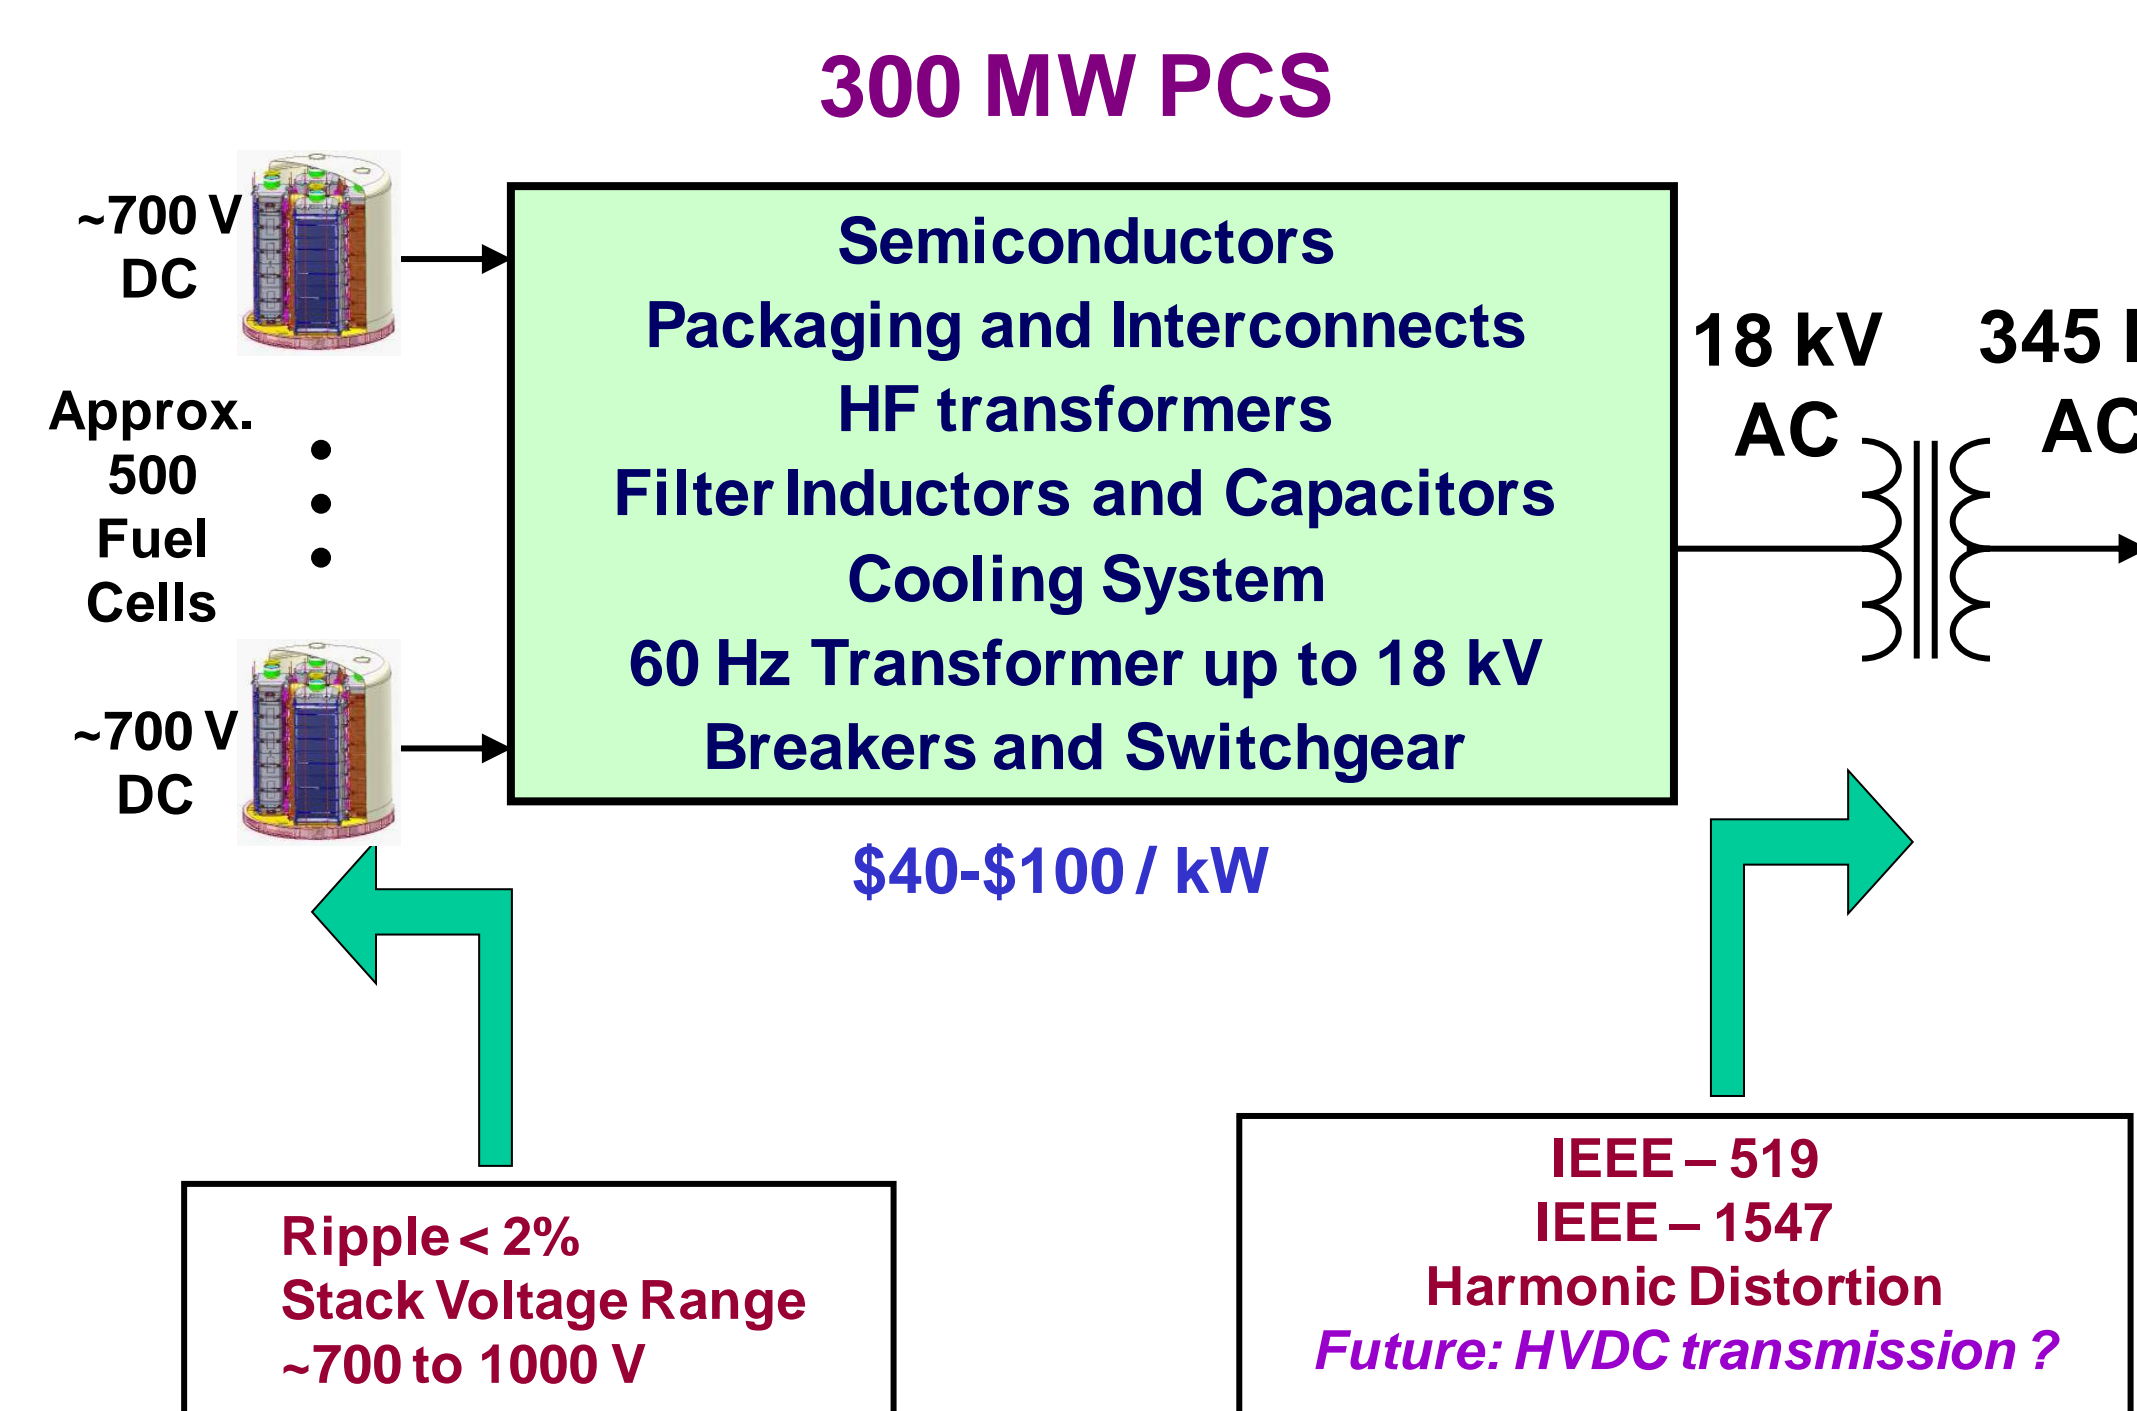 300 MW PCS
~700 V
DC
Semiconductors
Packaging and Interconnects
HF transformers
Filter Inductors and Capacitors
Cooling System
60 Hz Transformer up to 18 kV
Breakers and Switchgear
Approx.
500
Fuel
Cells
~700 V
DC
18 kV
AC
345
AC
$40-$100 / kW
Ripple < 2%
Stack Voltage Range
~700 to 1000 V
IEEE – 519
IEEE – 1547
Harmonic Distortion
Future: HVDC transmission ?